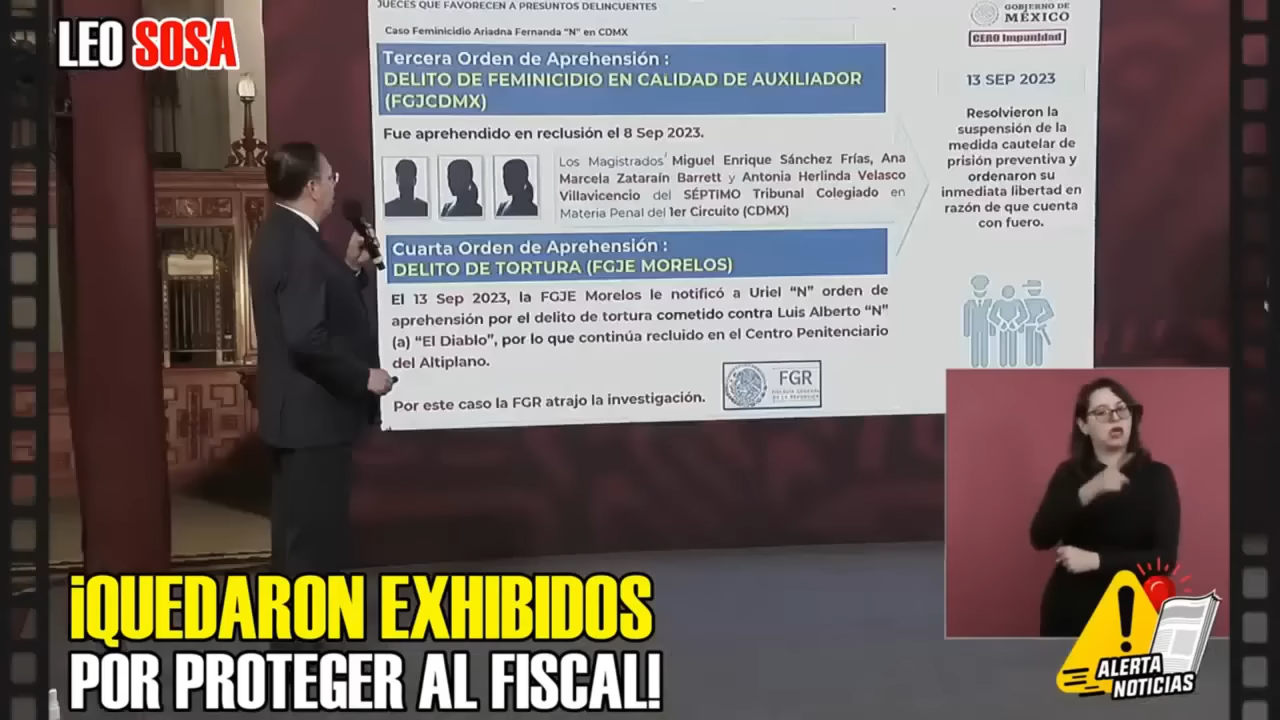 LEO SOSA
JUECES QUE FAVORECEN A PRESUNTOS DELINCUENTES
Caso Feminicidio Ariadna Fernanda “N” en CDMX
Tercera Orden de Aprehensión :
DELITO DE FEMINICIDIO EN CALIDAD DE AUXILIADOR
(FGJCDMX)
Fue aprehendido en reclusión el 8 Sep 2023.
Los Magistrados Miguel Enrique Sánchez Frías, Ana
Marcela Zatarain Barrett y Antonia Herlinda Velasco
Villavicencio del SÉPTIMO Tribunal Colegiado en
Materia Penal del 1er Circuito (CDMX)
Cuarta Orden de Aprehensión :
DELITO DE TORTURA (FGJE MORELOS)
El 13 Sep 2023, la FGJE Morelos le notificó a Uriel “N” orden de
aprehensión por el delito de tortura cometido contra Luis Alberto “N”
(a) “El Diablo”, por lo que continúa recluido en el Centro Penitenciario
del Altiplano.
Por este caso la FGR atrajo la investigación.
FGR
FISCALÍA GENERAL
DE LA REPÚBLICA
GOBIERNO DE
MÉXICO
CERO Impunidad
13 SEP 2023
Resolvieron la
suspensión de la
medida cautelar de
prisión preventiva y
ordenaron su
inmediata libertad en
razón de que cuenta
con fuero.
¡QUEDARON EXHIBIDOS
POR PROTEGER AL FISCAL!
ALERTA
NOTICIAS